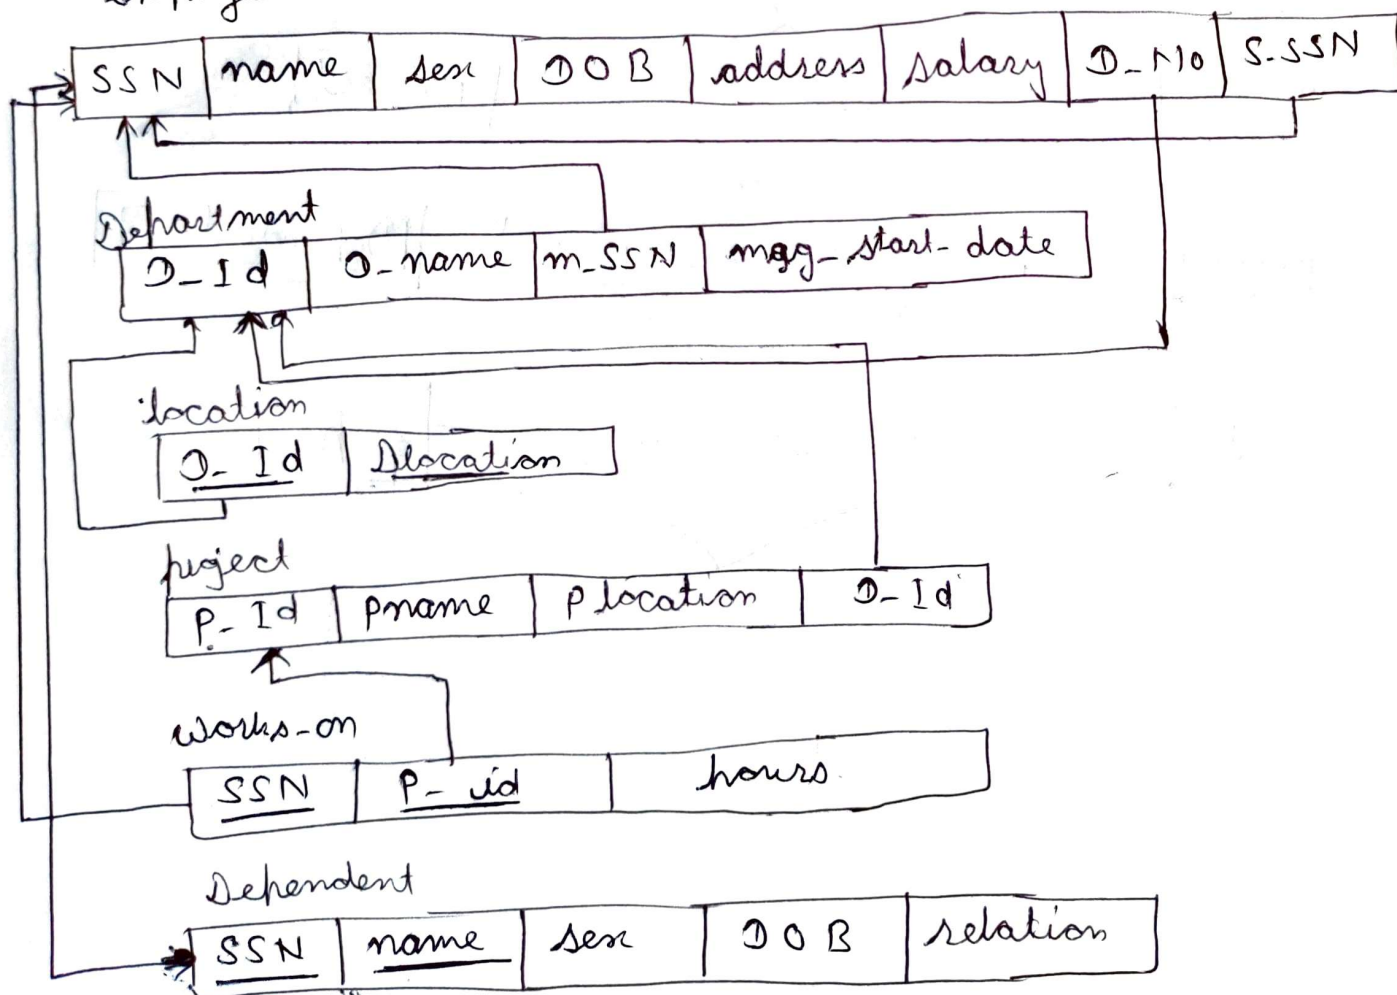 SSN name sex DOB address salary D_No S-SSN
Department
D_Id D_name m_SSN mgg_start_date
location
D_Id Dlocation
project
P_Id Pname Plocation D_Id
Works-on
SSN P_id hours
Dependent
SSN name sex DOB relation